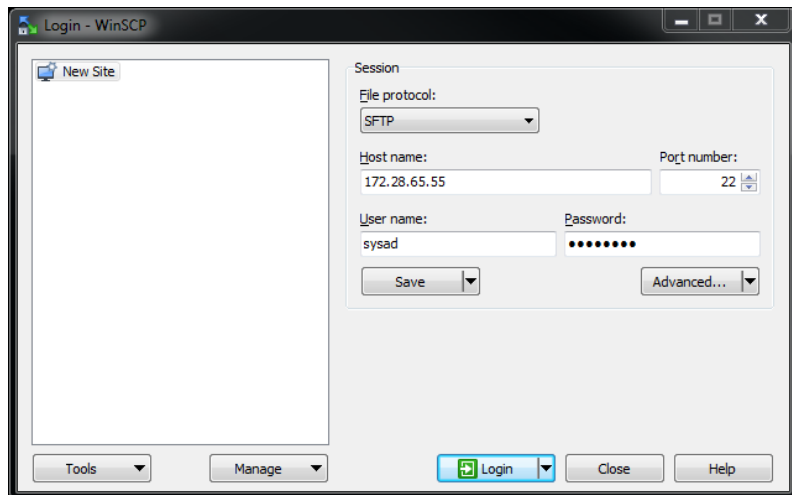 Login - WinSCP
New Site
Session
File protocol:
SFTP
Host name:
Port number:
172.28.65.55
22
User name:
Password:
sysad
●●●●●●●●
Save
Advanced...
Tools
Manage
Login
Close
Help